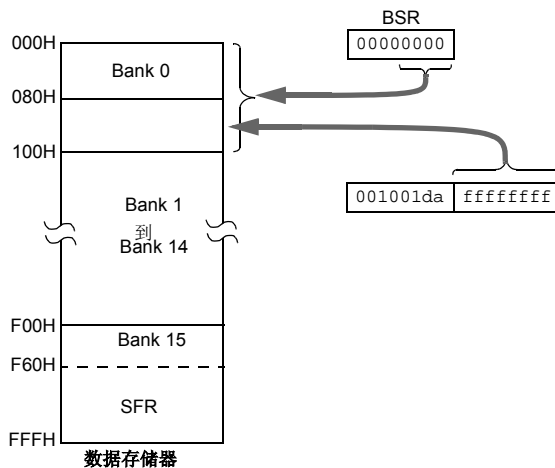 BSR
00000000
000H
Bank 0
080H
100H
001001da ffffffff
Bank 1
到
Bank 14
F00H
Bank 15
F60H
SFR
FFFH
数据存储器